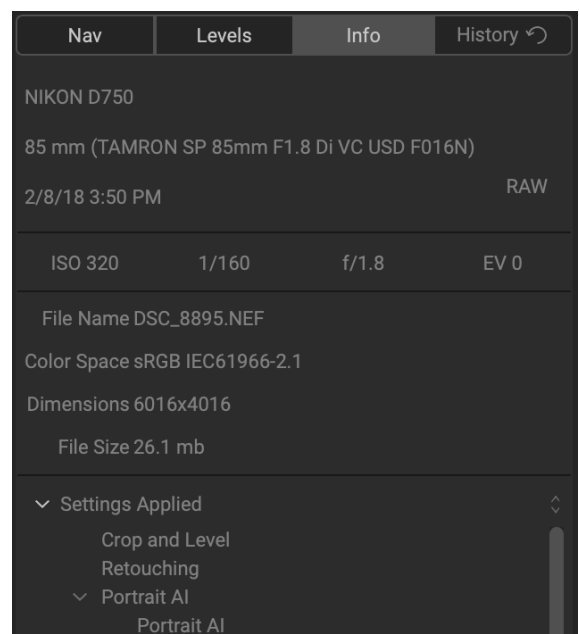 Nav Levels Info History
NIKON D750
85 mm (TAMRON SP 85mm F1.8 Di VC USD F016N)
2/8/18 3:50 PM RAW
ISO 320 1/160 f/1.8 EV 0
File Name DSC_8895.NEF
Color Space sRGB IEC61966-2.1
Dimensions 6016x4016
File Size 26.1 mb
Settings Applied
Crop and Level
Retouching
Portrait AI
Portrait AI